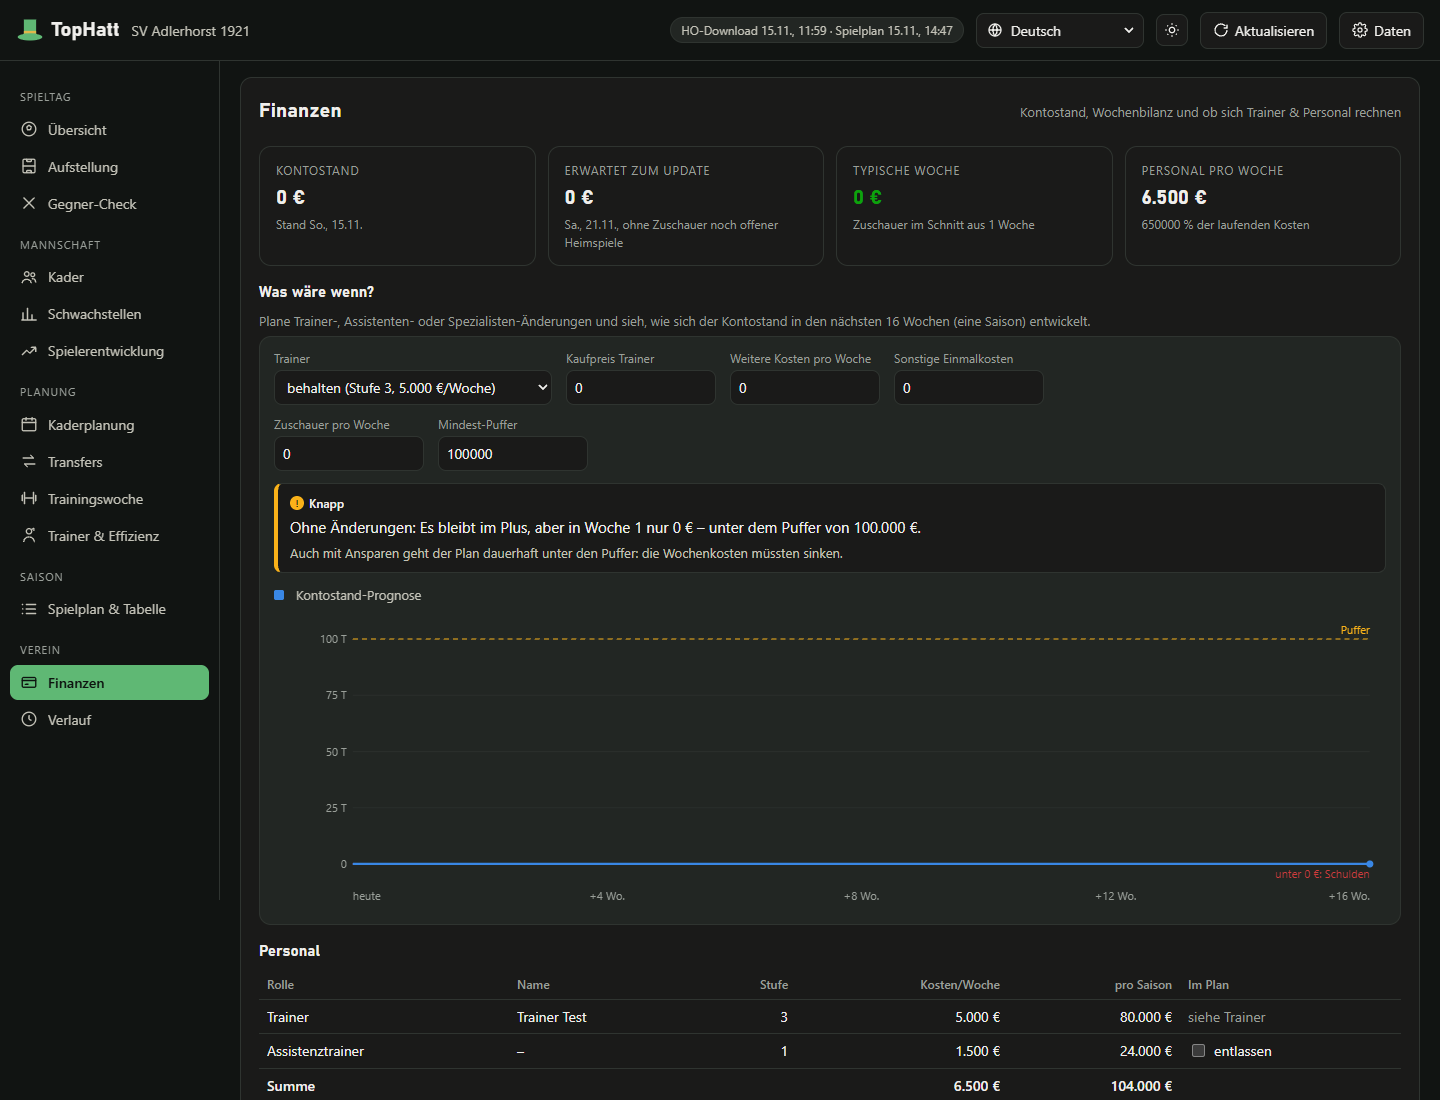 TopHatt SV Adlerhorst 1921
HO-Download 15.11., 11:59 · Spielplan 15.11., 14:47
Deutsch
Aktualisieren
Daten
SPIELTAG
Übersicht
Aufstellung
Gegner-Check
MANNSCHAFT
Kader
Schwachstellen
Spielerentwicklung
PLANUNG
Kaderplanung
Transfers
Trainingswoche
Trainer & Effizienz
SAISON
Spielplan & Tabelle
VEREIN
Finanzen
Verlauf
Finanzen
Kontostand, Wochenbilanz und ob sich Trainer & Personal rechnen
KONTOSTAND
0 €
Stand So., 15.11.
ERWARTET ZUM UPDATE
0 €
Sa., 21.11., ohne Zuschauer noch offener
Heimspiele
TYPISCHE WOCHE
0 €
Zuschauer im Schnitt aus 1 Woche
PERSONAL PRO WOCHE
6.500 €
650000 % der laufenden Kosten
Was wäre wenn?
Plane Trainer-, Assistenten- oder Spezialisten-Änderungen und sieh, wie sich der Kontostand in den nächsten 16 Wochen (eine Saison) entwickelt.
Trainer
behalten (Stufe 3, 5.000 €/Woche)
Kaufpreis Trainer
0
Weitere Kosten pro Woche
0
Sonstige Einmalkosten
0
Zuschauer pro Woche
0
Mindest-Puffer
100000
! Knapp
Ohne Änderungen: Es bleibt im Plus, aber in Woche 1 nur 0 € – unter dem Puffer von 100.000 €.
Auch mit Ansparen geht der Plan dauerhaft unter den Puffer: die Wochenkosten müssten sinken.
Kontostand-Prognose
Puffer
100 T
75 T
50 T
25 T
0
unter 0 €: Schulden
heute +4 Wo. +8 Wo. +12 Wo. +16 Wo.
Personal
Rolle Name Stufe Kosten/Woche pro Saison Im Plan
Trainer Trainer Test 3 5.000 € 80.000 € siehe Trainer
Assistenztrainer – 1 1.500 € 24.000 € entlassen
Summe 6.500 € 104.000 €